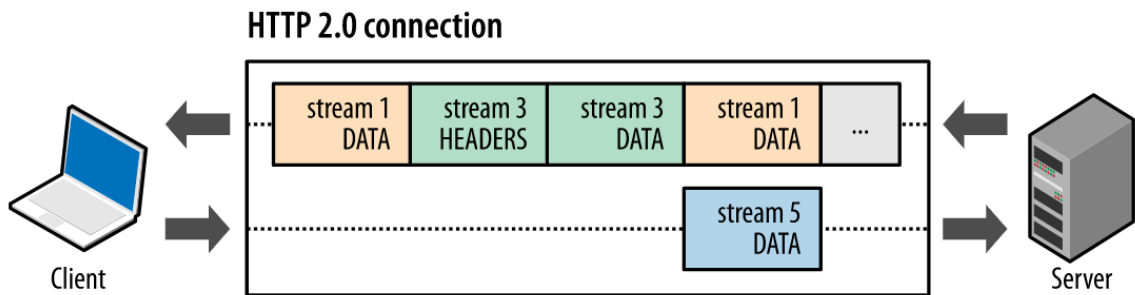 HTTP 2.0 connection
stream 1
DATA
stream 3
HEADERS
stream 3
DATA
stream 1
DATA
...
stream 5
DATA
Client
Server